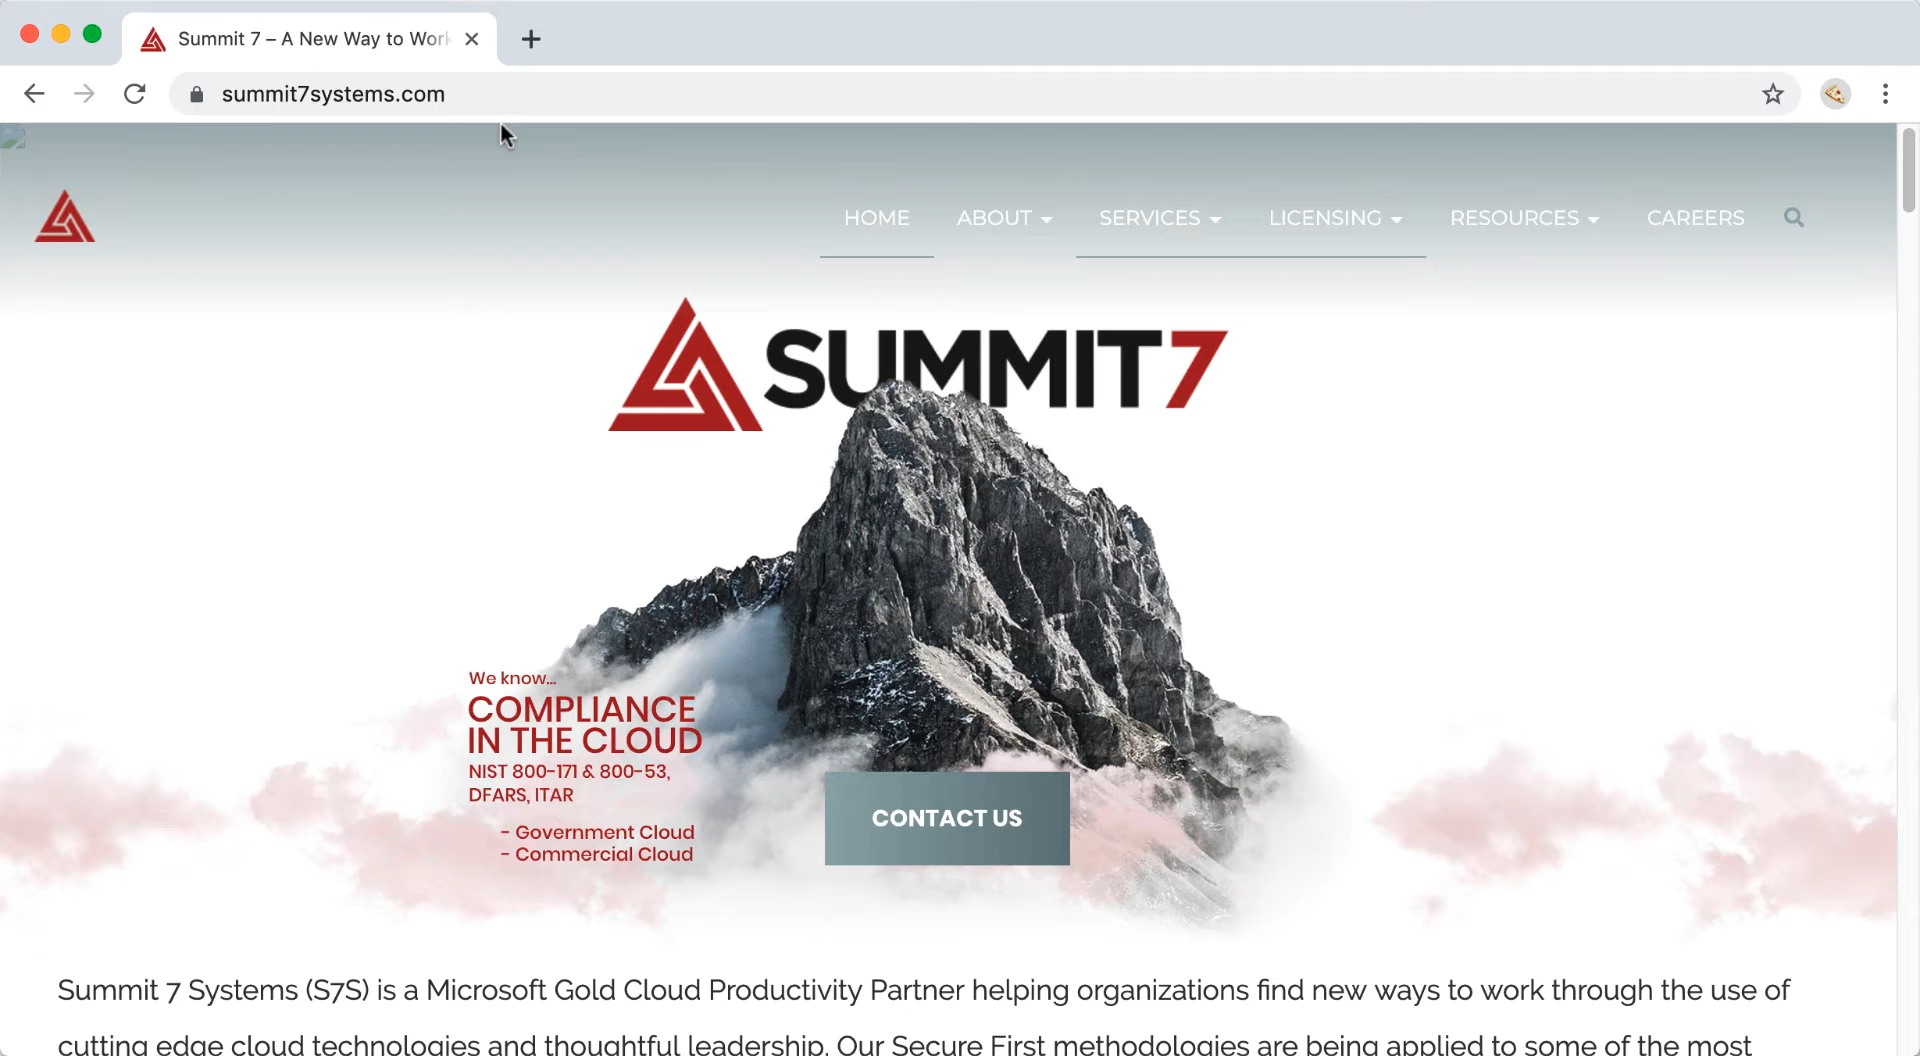 Summit 7 – A New Way to Work
summit7systems.com
HOME ABOUT SERVICES LICENSING RESOURCES CAREERS
SUMMIT7
We know...
COMPLIANCE
IN THE CLOUD
NIST 800-171 & 800-53,
DFARS, ITAR
- Government Cloud
- Commercial Cloud
CONTACT US
Summit 7 Systems (S7S) is a Microsoft Gold Cloud Productivity Partner helping organizations find new ways to work through the use of
cutting edge cloud technologies and thoughtful leadership. Our Secure First methodologies are being applied to some of the most